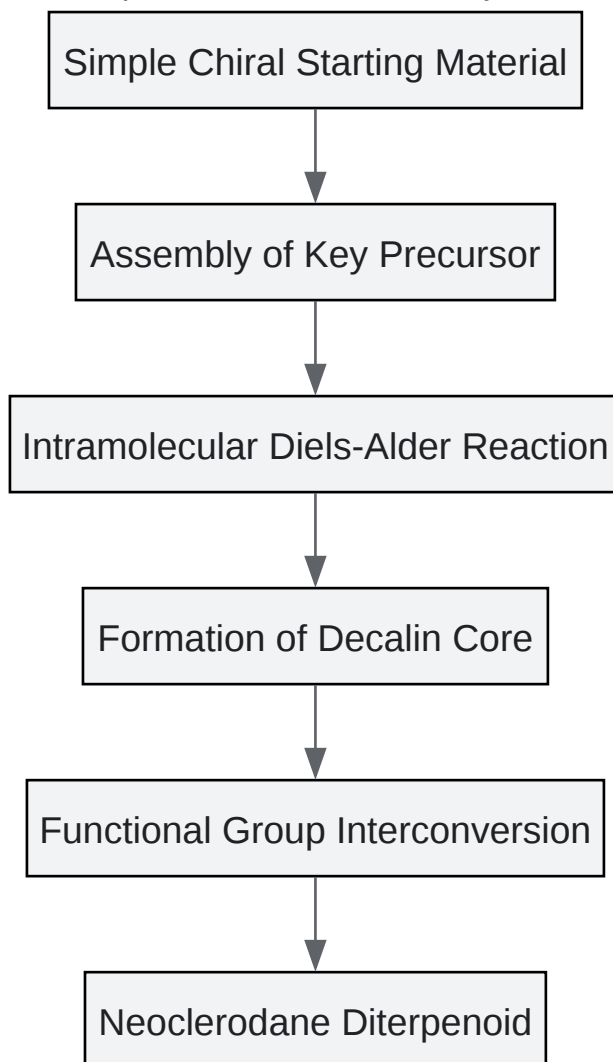 Simple Chiral Starting Material
Assembly of Key Precursor
Intramolecular Diels-Alder Reaction
Formation of Decalin Core
Functional Group Interconversion
Neoclerodane Diterpenoid